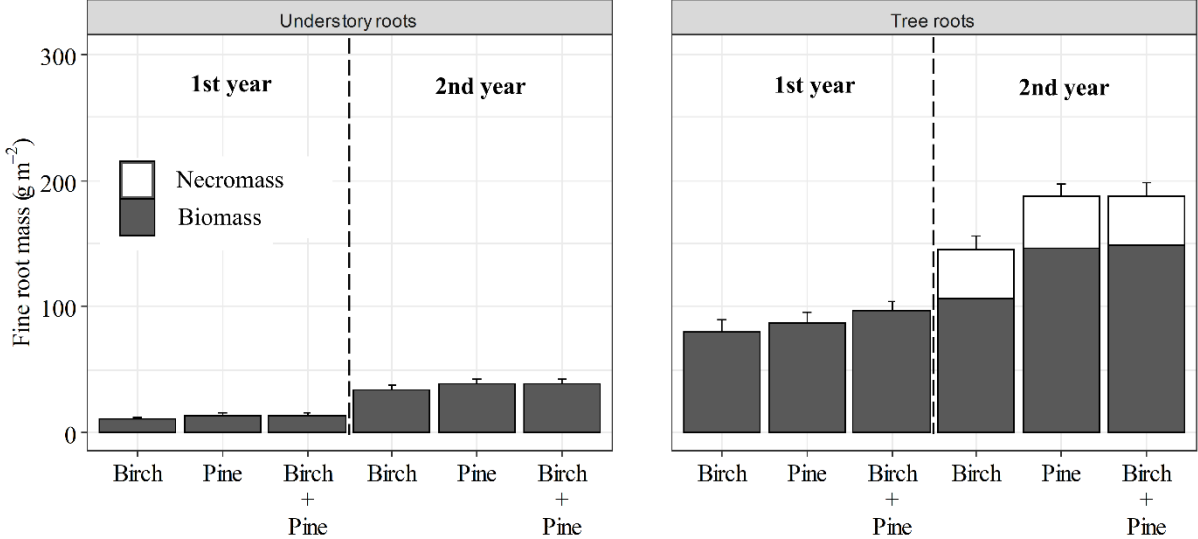 Understory roots
Tree roots
Fine root mass (g m⁻²)
300
200
100
0
1st year
2nd year
1st year
2nd year
Necromass
Biomass
Birch
Pine
Birch
+
Pine
Birch
Pine
Birch
+
Pine
Birch
Pine
Birch
+
Pine
Birch
Pine
Birch
+
Pine